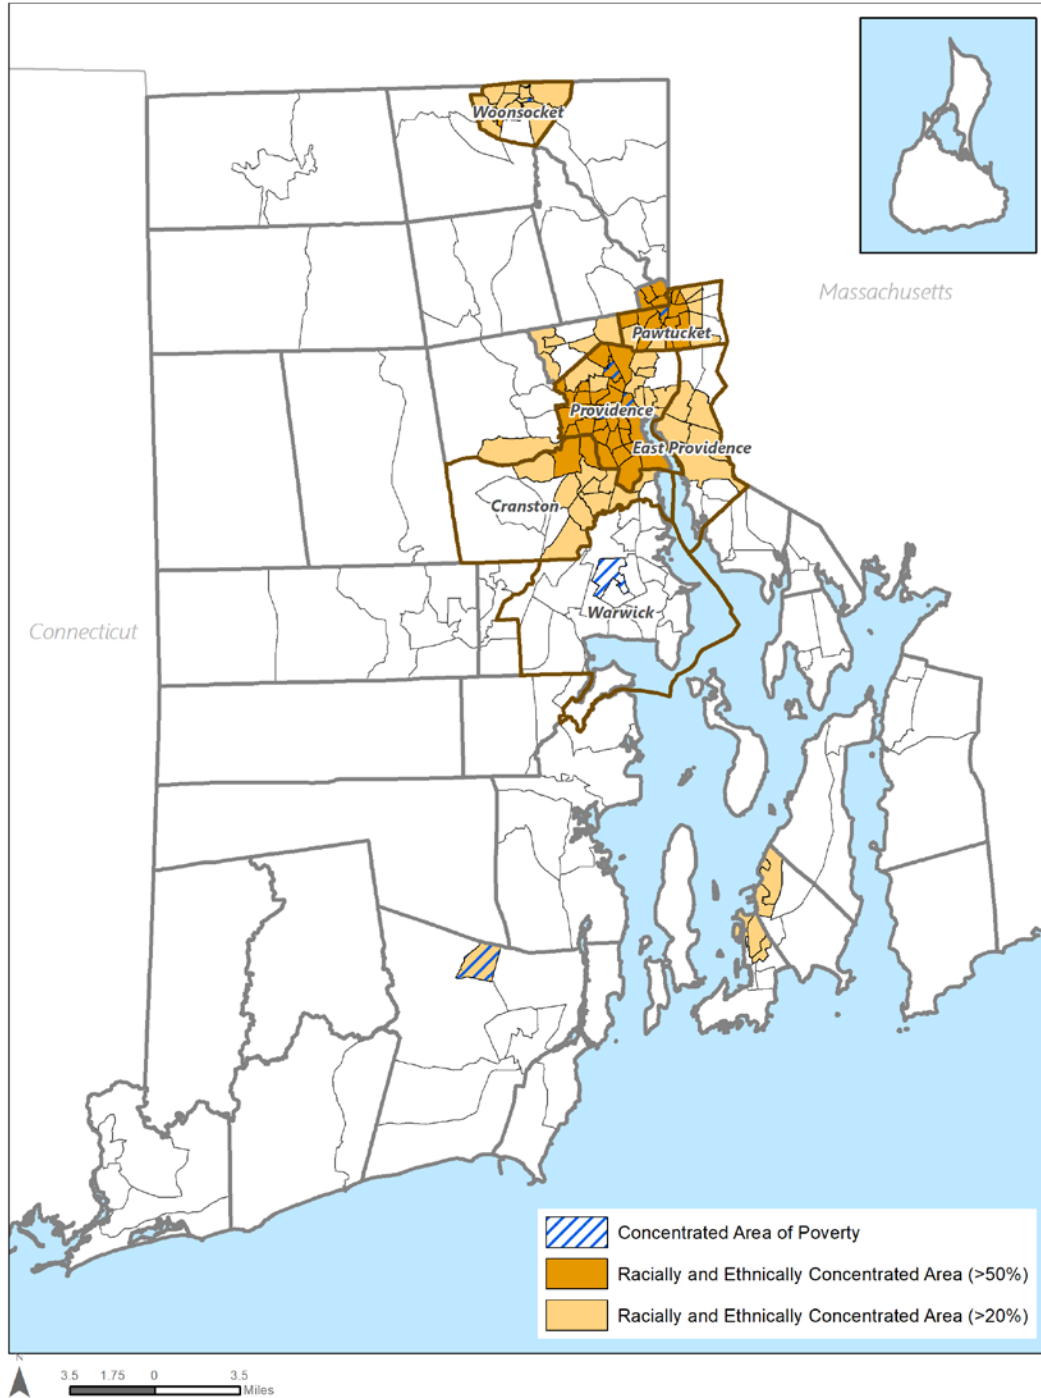 Woonsocket
Massachusetts
Pawtucket
Providence
East Providence
Cranston
Warwick
Connecticut
Concentrated Area of Poverty
Racially and Ethnically Concentrated Area (>50%)
Racially and Ethnically Concentrated Area (>20%)
N
3.5 1.75 0 3.5
Miles